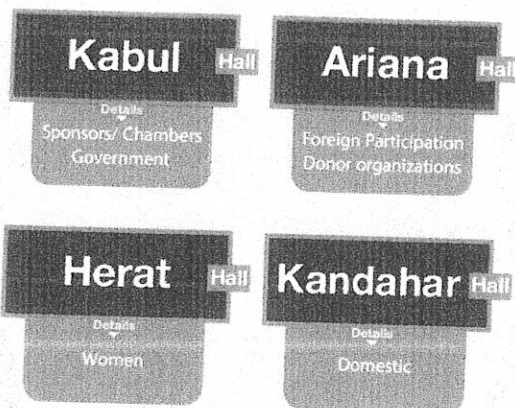 Kabul Hall
Details
Sponsors/ Chambers
Government
Ariana Hall
Details
Foreign Participation
Donor organizations
Herat Hall
Details
Women
Kandahar Hall
Details
Domestic